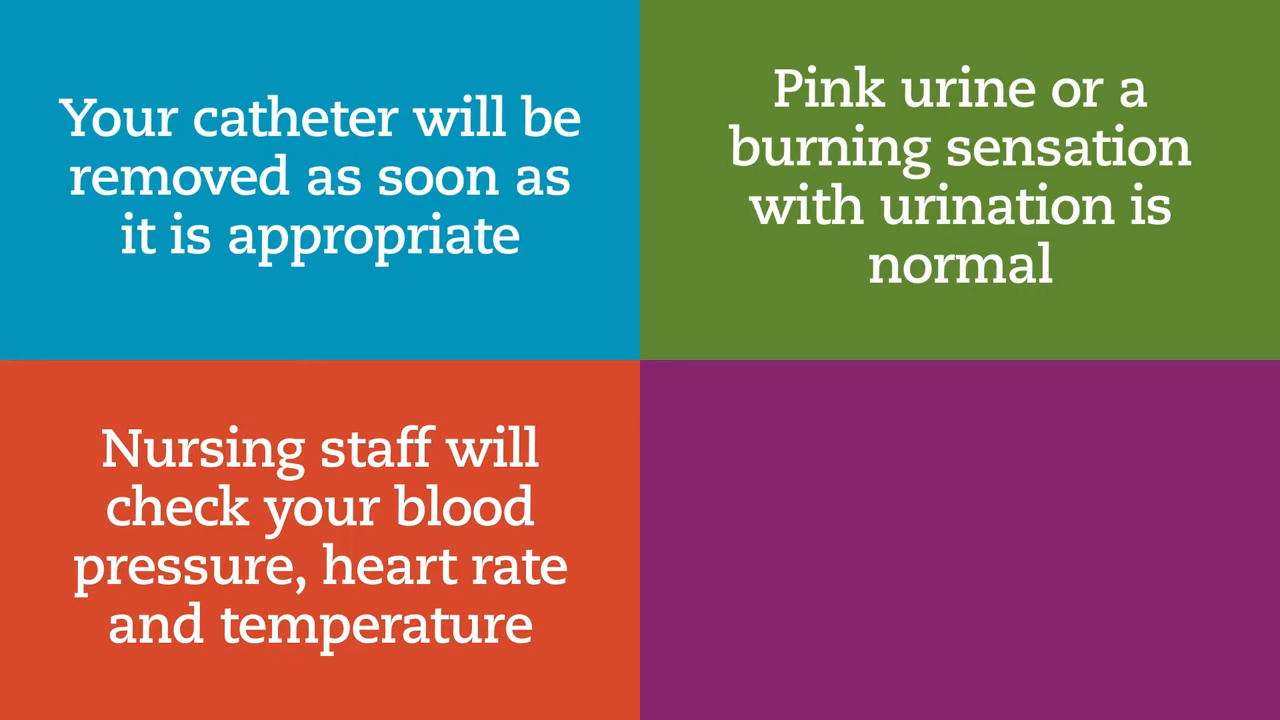 Your catheter will be
removed as soon as
it is appropriate
Pink urine or a
burning sensation
with urination is
normal
Nursing staff will
check your blood
pressure, heart rate
and temperature